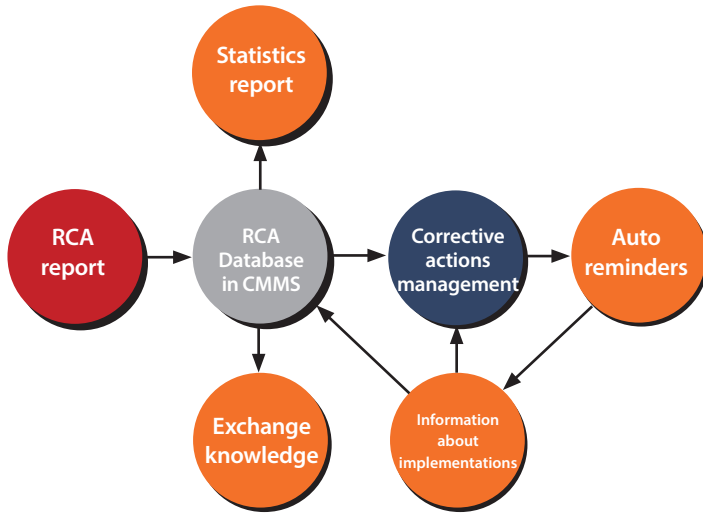 Statistics
report
RCA
report
RCA
Database
in CMMS
Corrective
actions
management
Auto
reminders
Exchange
knowledge
Information
about
implementations